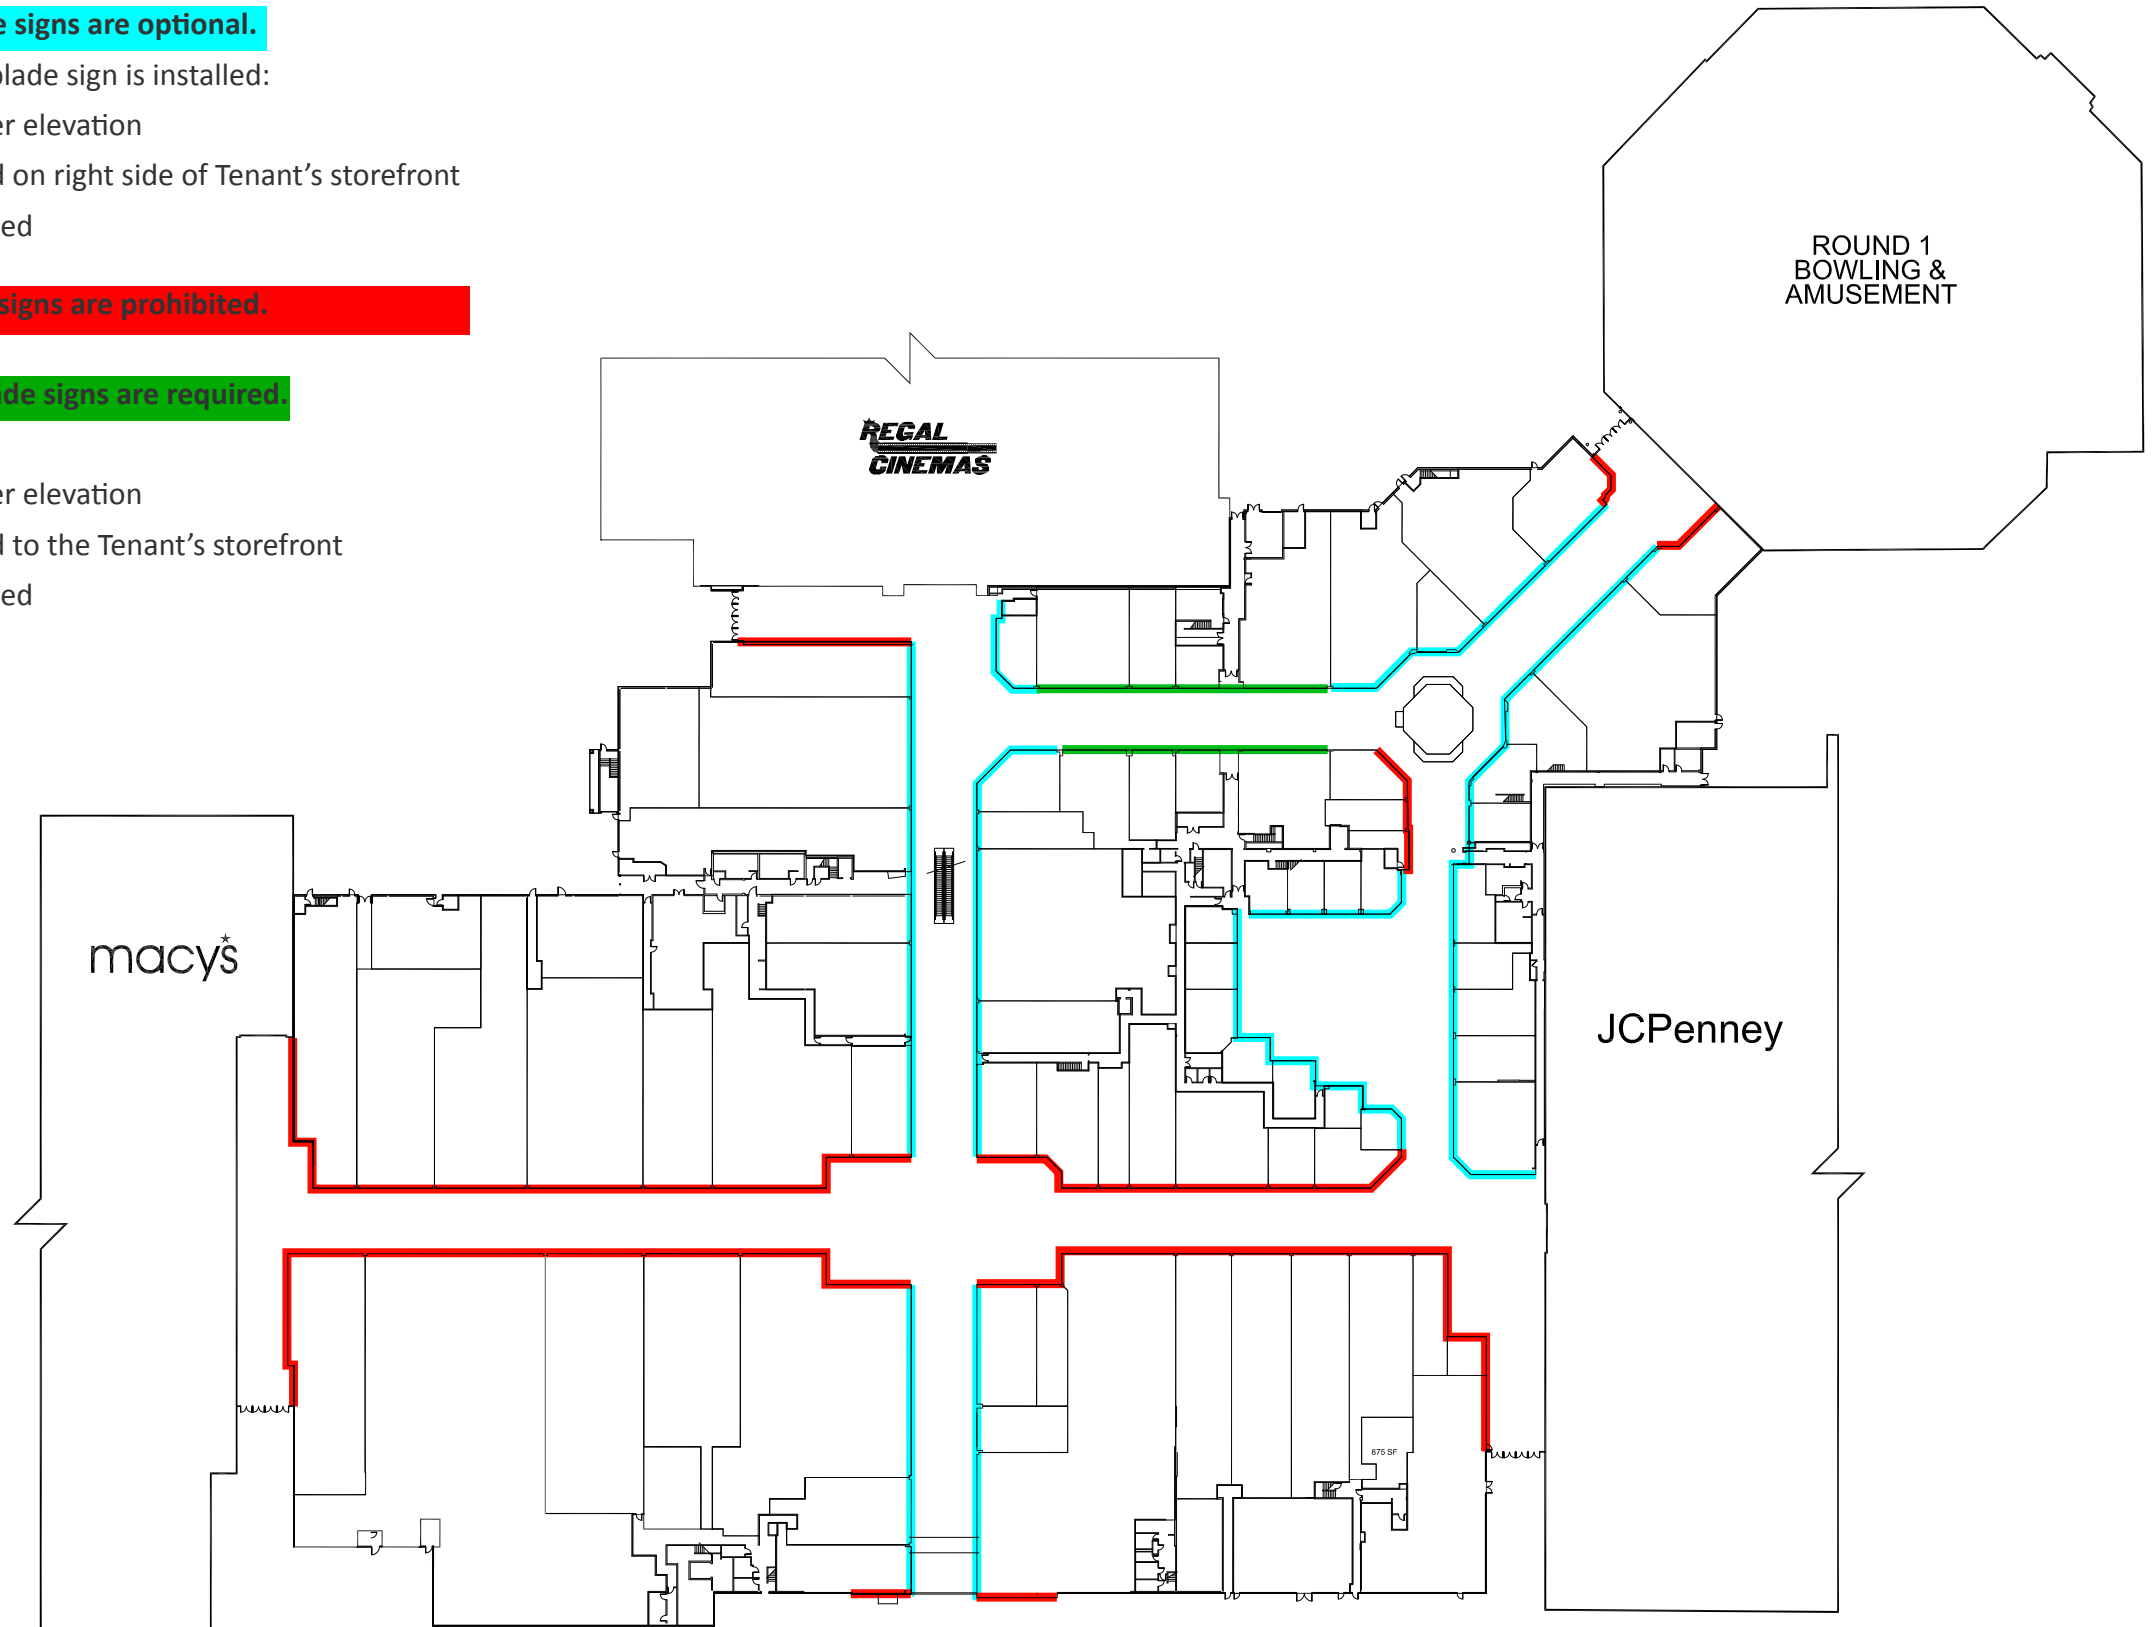 e signs are optional.
blade sign is installed:
er elevation
d on right side of Tenant's storefront
ed
signs are prohibited.
ade signs are required.
er elevation
d to the Tenant's storefront
ed
ROUND 1
BOWLING &
AMUSEMENT
REGAL
CINEMAS
macy's
JCPenney
875 SF